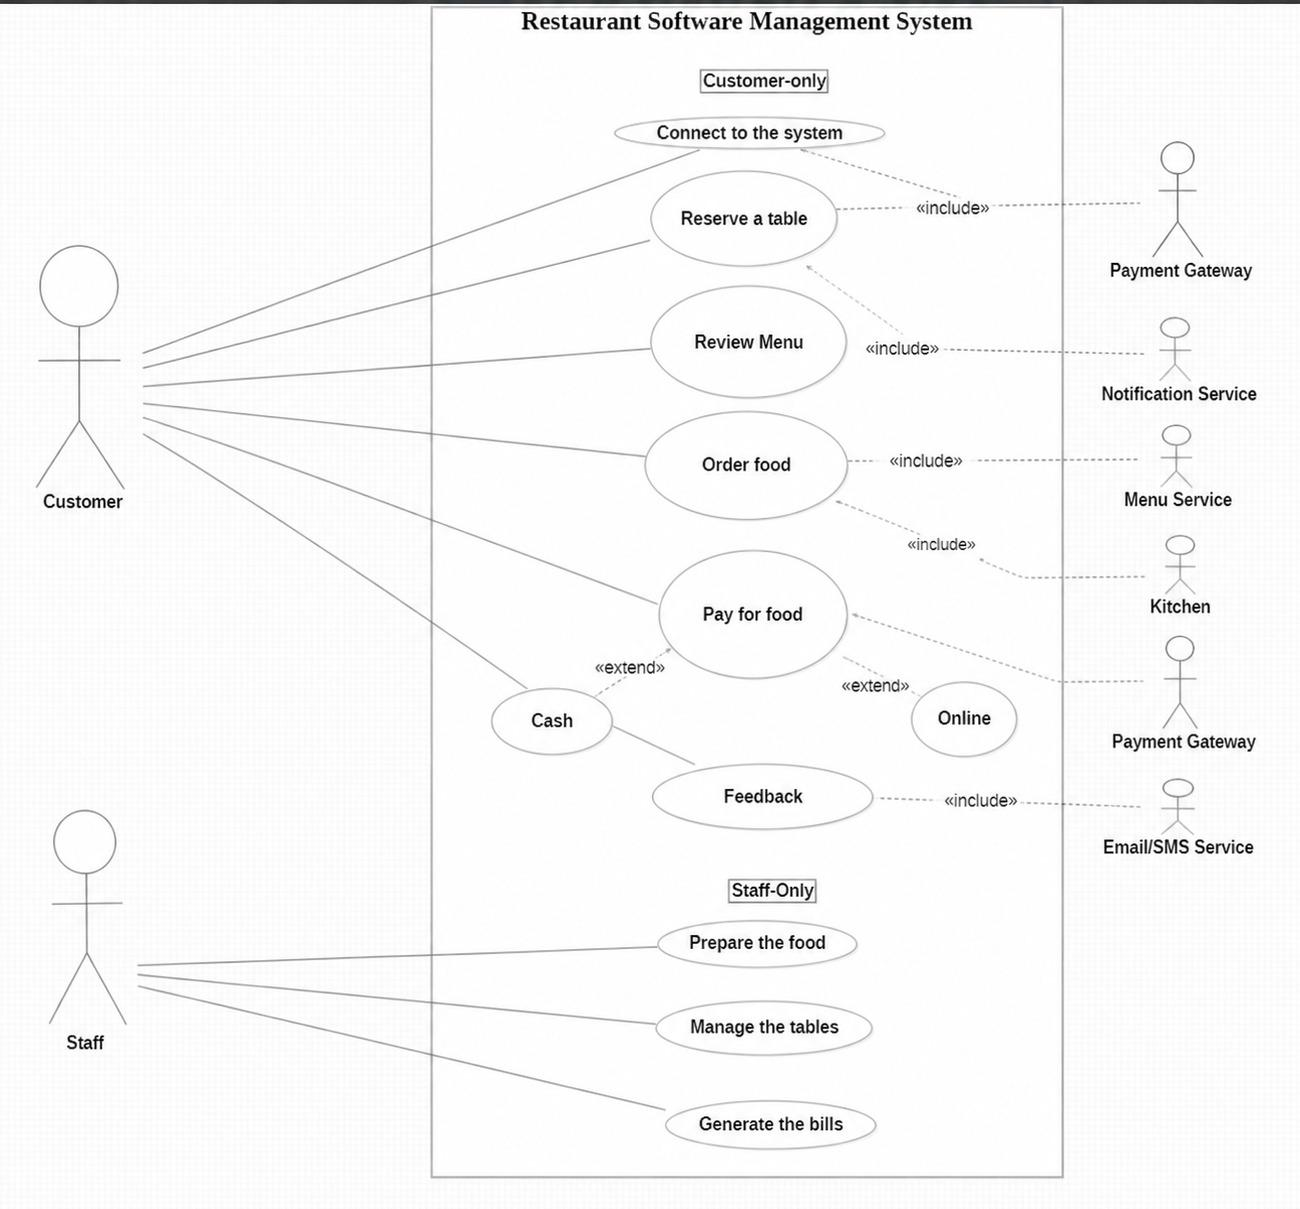 Restaurant Software Management System
Customer-only
Connect to the system
Reserve a table
«include»
Payment Gateway
Review Menu
«include»
Notification Service
Customer
Order food
«include»
Menu Service
«include»
Kitchen
Pay for food
«extend»
«extend»
Cash
Online
Payment Gateway
Feedback
«include»
Email/SMS Service
Staff-Only
Prepare the food
Manage the tables
Staff
Generate the bills